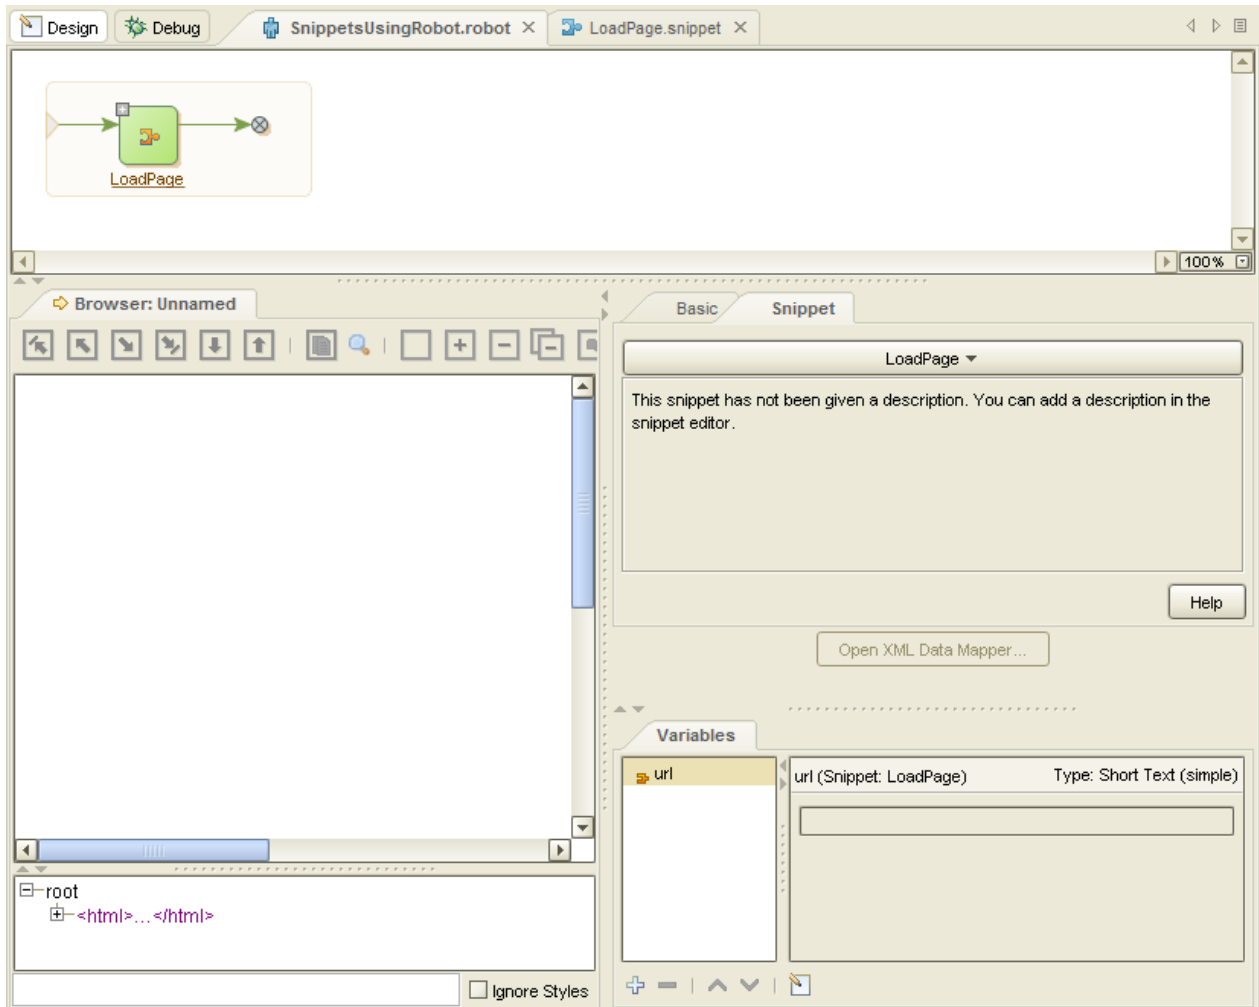 Design
Debug
SnippetsUsingRobot.robot
LoadPage.snippet
LoadPage
100%
Browser: Unnamed
Basic
Snippet
LoadPage
This snippet has not been given a description. You can add a description in the
snippet editor.
Help
Open XML Data Mapper...
Variables
url
url (Snippet: LoadPage)
Type: Short Text (simple)
root
<html>...</html>
Ignore Styles